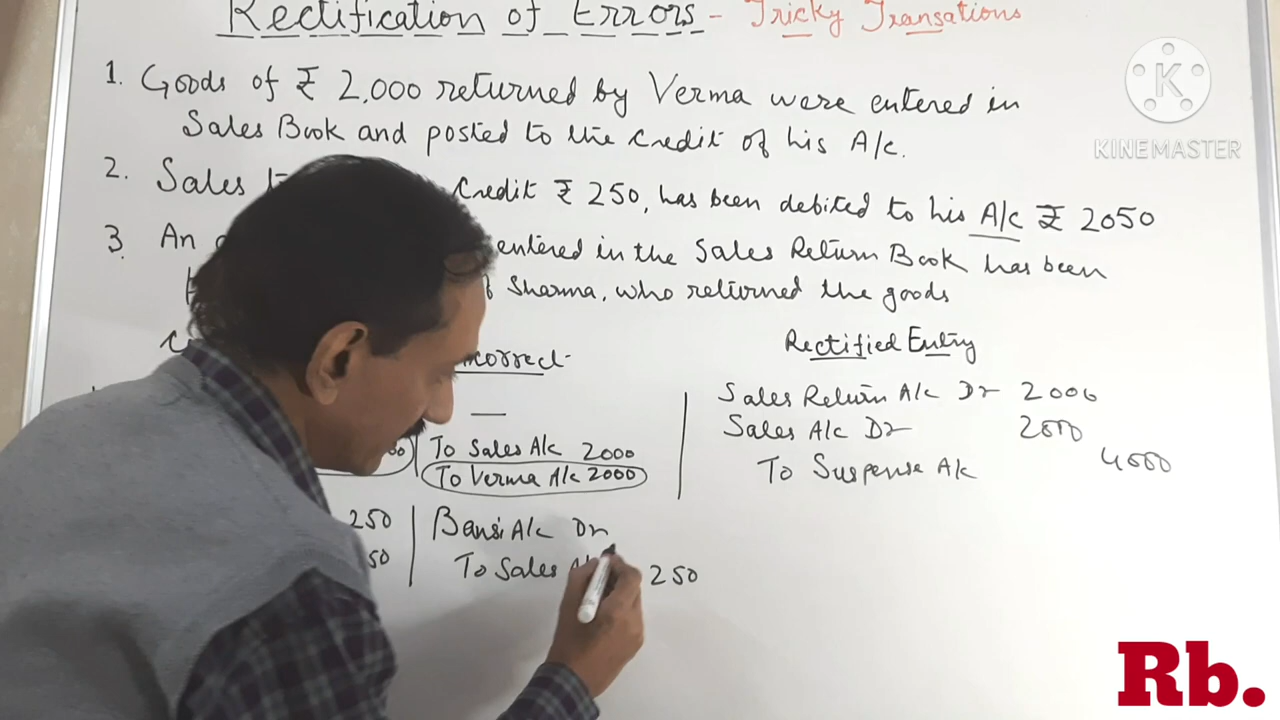 Rectification of Errors - Tricky Transations
1. Goods of ₹ 2,000 returned by Verma were entered in
Sales Book and posted to the credit of his A/c.
2. Sales credit ₹ 250, has been debited to his A/c ₹ 2050
3. An entered in the Sales Return Book has been
Sharma, who returned the goods
Rectified Entry
Sales Return A/c Dr 2000
Sales A/c Dr 2000
To Suspense A/c 4000
To Sales A/c 2000
To Verma A/c 2000
250 Bansi A/c Dr
50 To Sales 250
KINEMASTER
Rb.